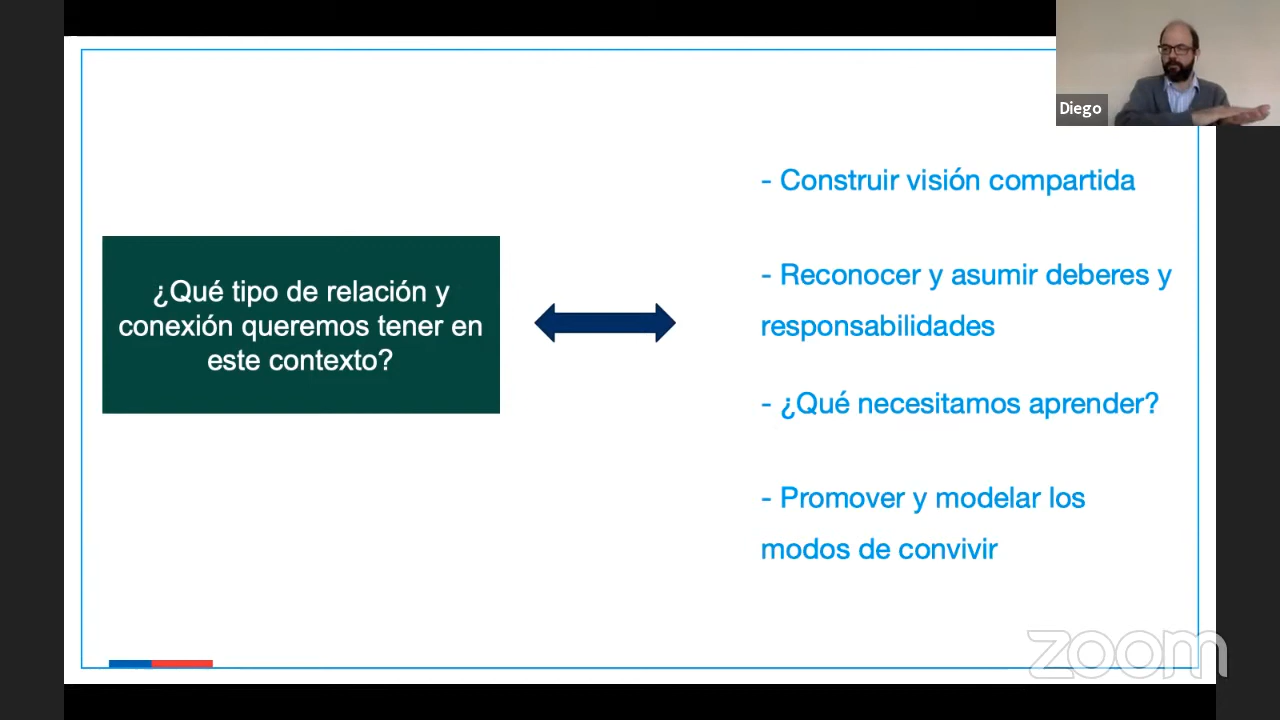 Diego
- Construir visión compartida
- Reconocer y asumir deberes y
responsabilidades
- ¿Qué necesitamos aprender?
- Promover y modelar los
modos de convivir
¿Qué tipo de relación y
conexión queremos tener en
este contexto?
zoom